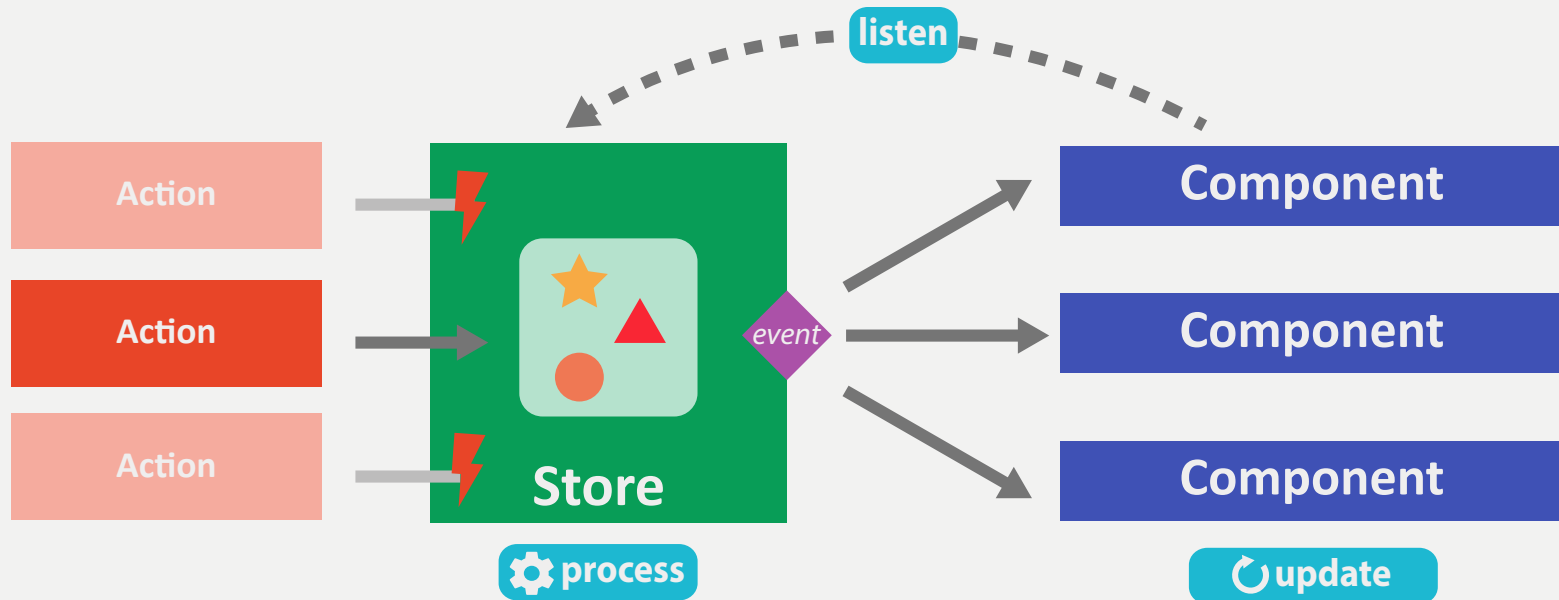 listen
Action
Action
Action
Store
event
Component
Component
Component
process
update